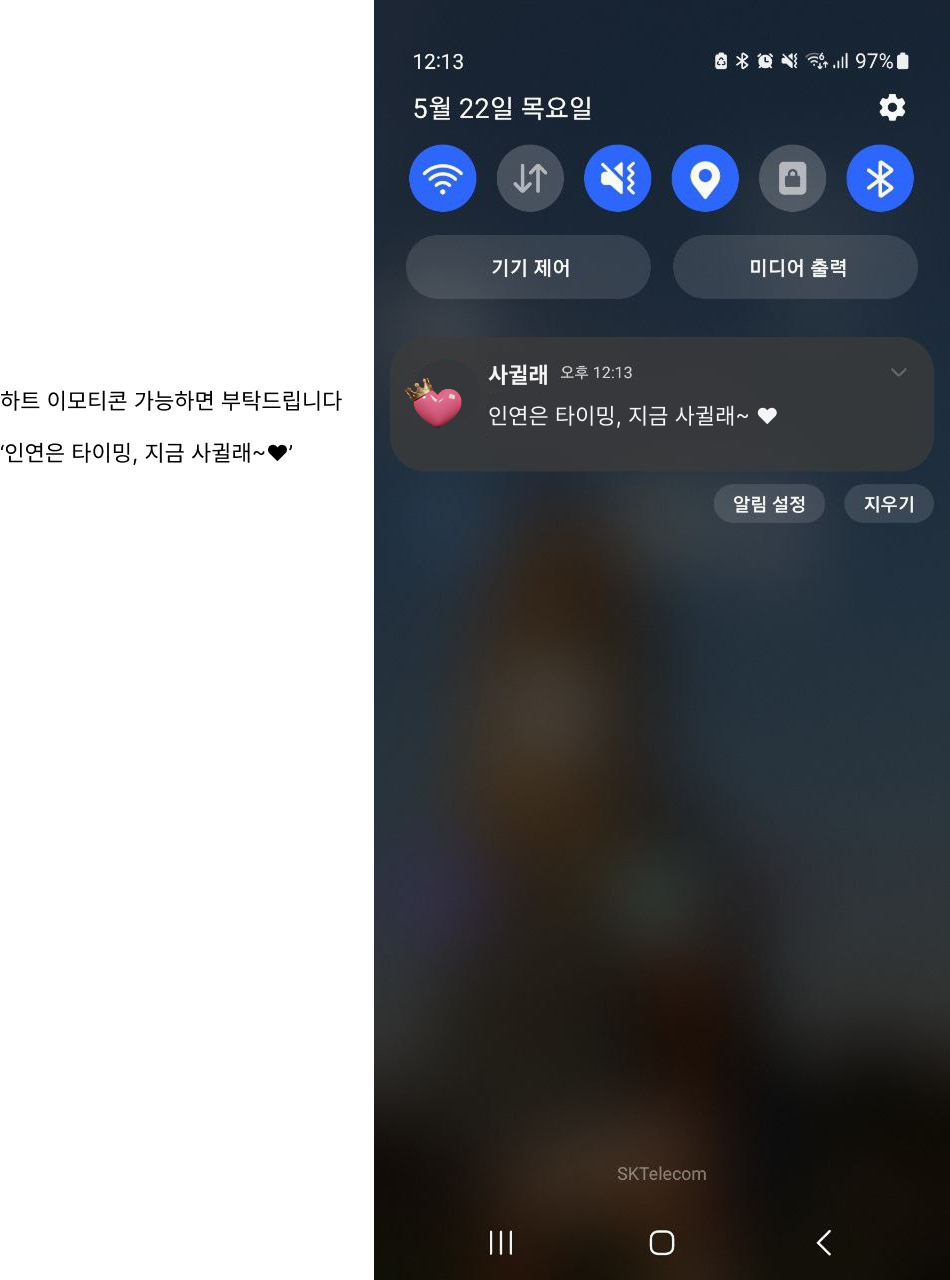 하트 이모티콘 가능하면 부탁드립니다
‘인연은 타이밍, 지금 사귈래~♥’
12:13
97%
5월 22일 목요일
기기 제어
미디어 출력
사귈래 오후 12:13
인연은 타이밍, 지금 사귈래~ ♥
알림 설정
지우기
SKTelecom